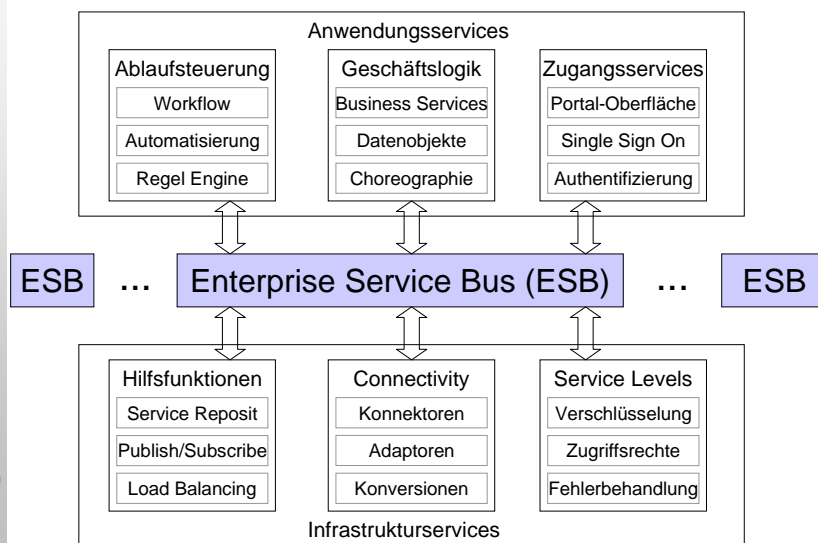 Anwendungsservices
Ablaufsteuerung
Workflow
Automatisierung
Regel Engine
Geschäftslogik
Business Services
Datenobjekte
Choreographie
Zugangsservices
Portal-Oberfläche
Single Sign On
Authentifizierung
ESB ... Enterprise Service Bus (ESB) ... ESB
Hilfsfunktionen
Service Reposit
Publish/Subscribe
Load Balancing
Connectivity
Konnektoren
Adaptoren
Konversionen
Service Levels
Verschlüsselung
Zugriffsrechte
Fehlerbehandlung
Infrastrukturservices